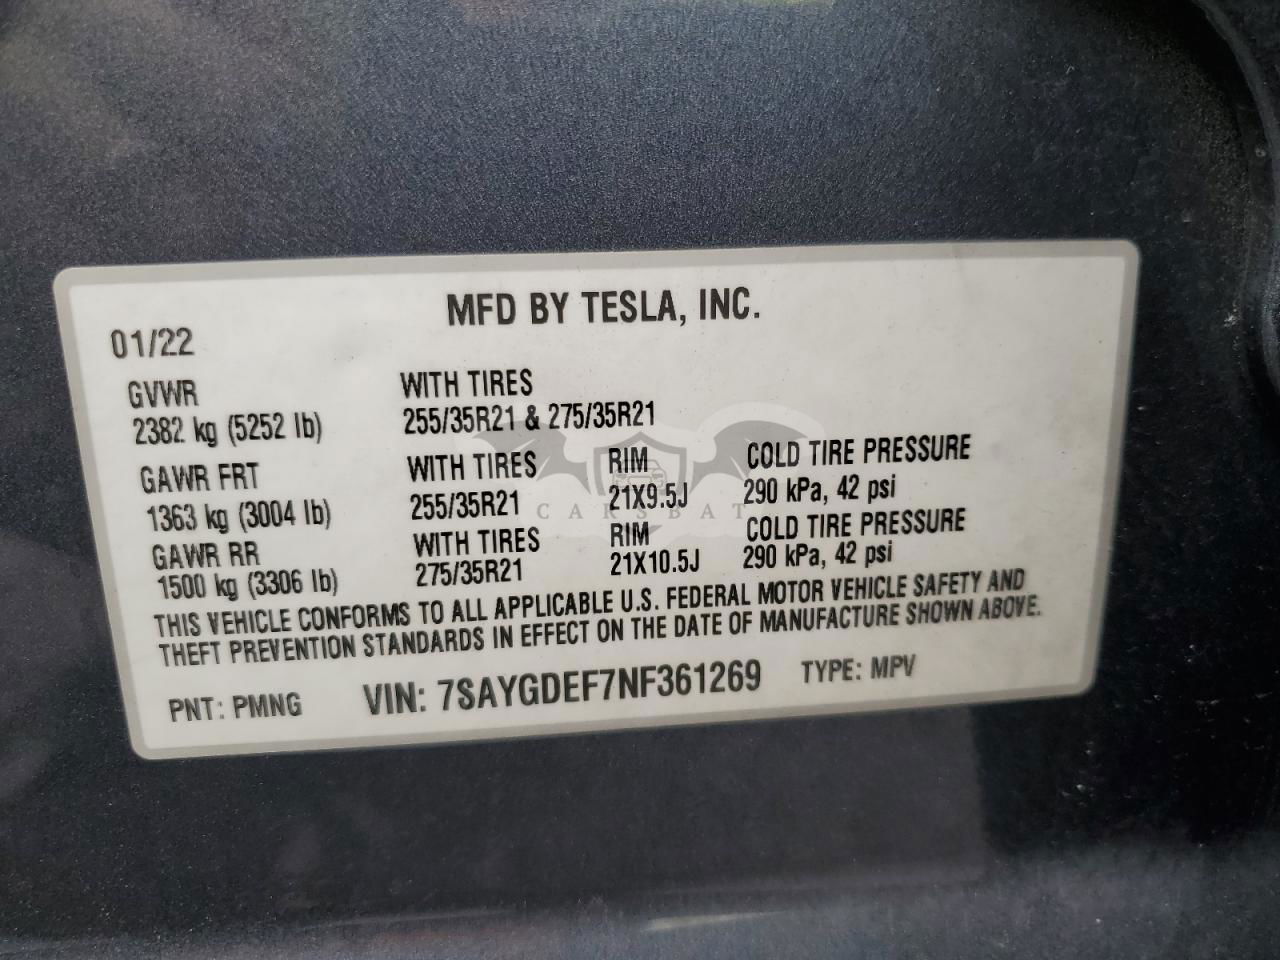 MFD BY TESLA, INC.
01/22
GVWR WITH TIRES
2382 kg (5252 lb) 255/35R21 & 275/35R21
GAWR FRT WITH TIRES RIM COLD TIRE PRESSURE
1363 kg (3004 lb) 255/35R21 21X9.5J 290 kPa, 42 psi
CARSBAT
GAWR RR WITH TIRES RIM COLD TIRE PRESSURE
1500 kg (3306 lb) 275/35R21 21X10.5J 290 kPa, 42 psi
THIS VEHICLE CONFORMS TO ALL APPLICABLE U.S. FEDERAL MOTOR VEHICLE SAFETY AND
THEFT PREVENTION STANDARDS IN EFFECT ON THE DATE OF MANUFACTURE SHOWN ABOVE.
PNT: PMNG VIN: 7SAYGDEF7NF361269 TYPE: MPV